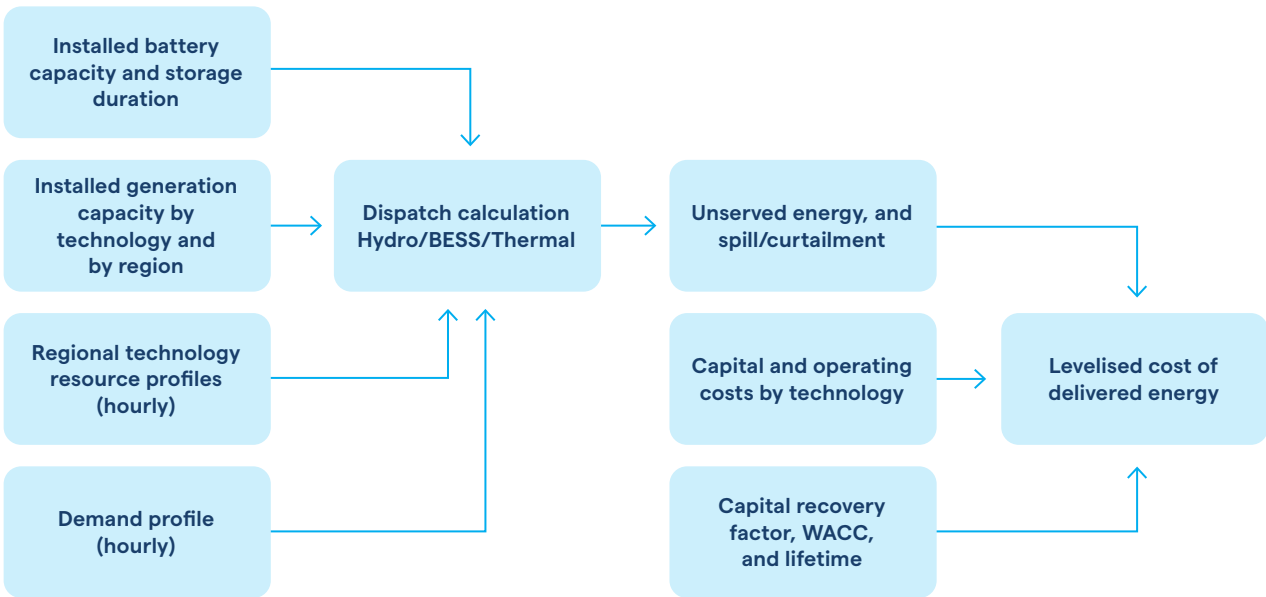 Installed battery
capacity and storage
duration
Installed generation
capacity by
technology and
by region
Regional technology
resource profiles
(hourly)
Demand profile
(hourly)
Dispatch calculation
Hydro/BESS/Thermal
Unserved energy, and
spill/curtailment
Capital and operating
costs by technology
Capital recovery
factor, WACC,
and lifetime
Levelised cost of
delivered energy